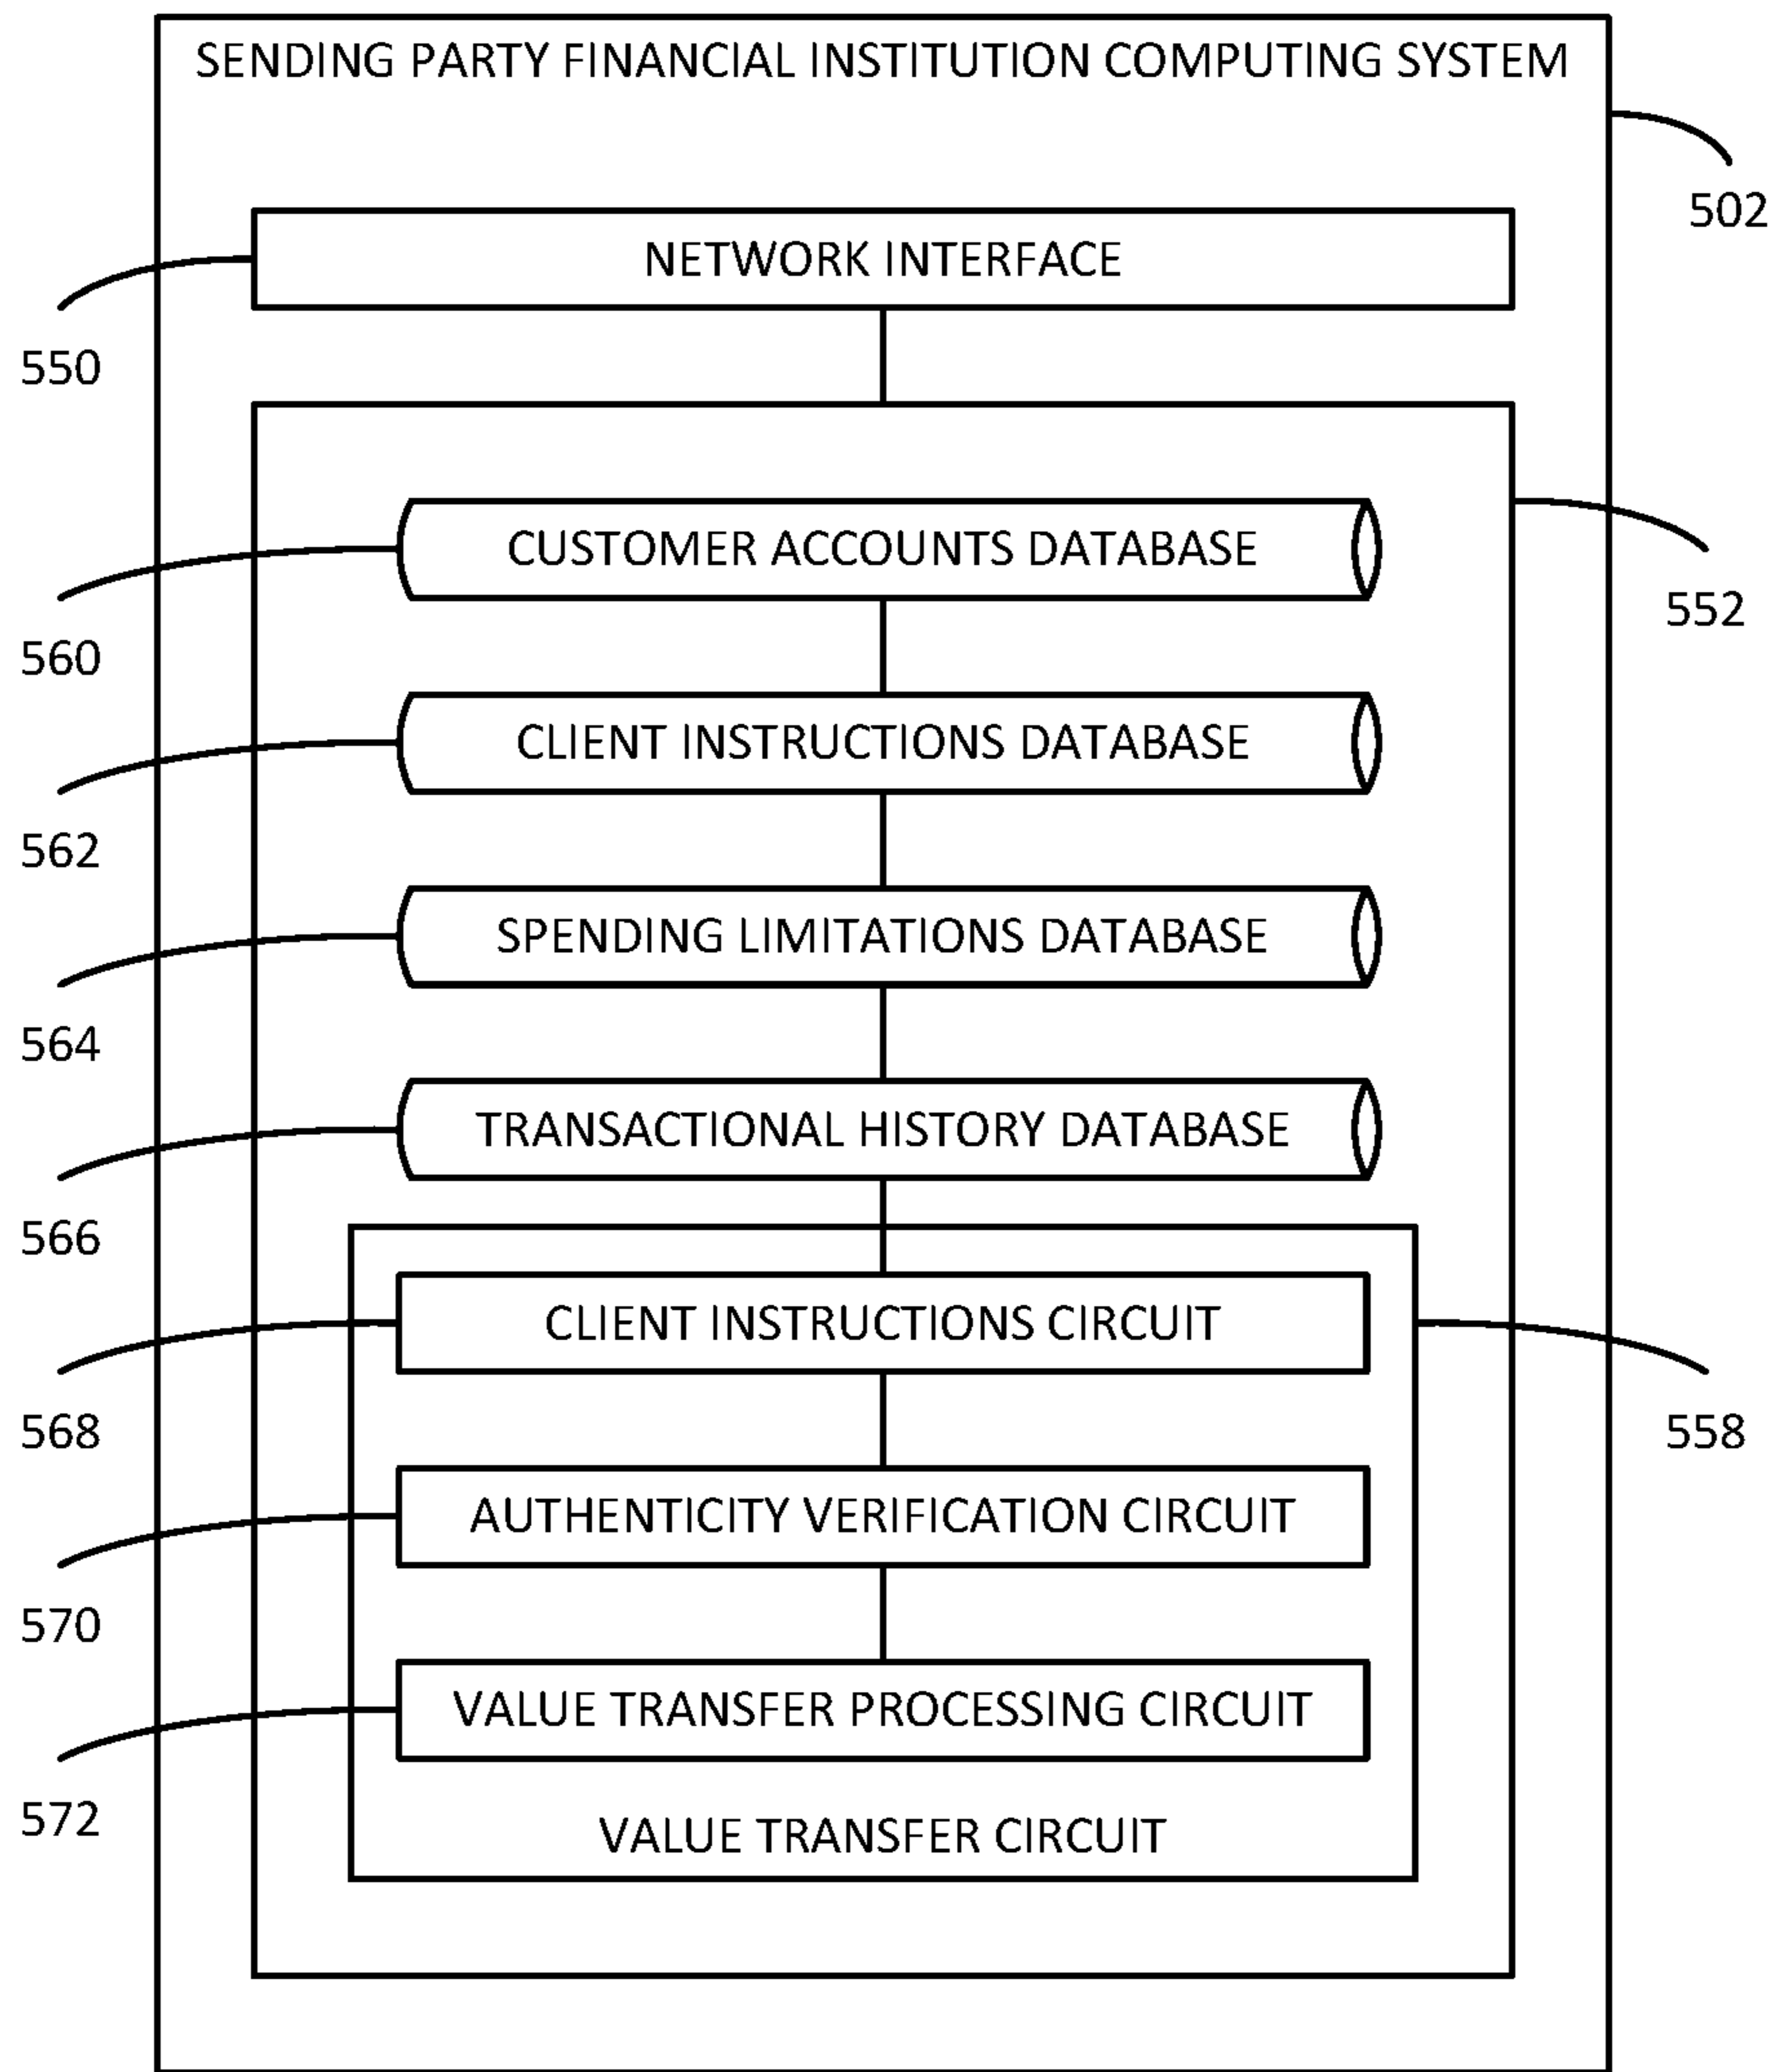 SENDING PARTY FINANCIAL INSTITUTION COMPUTING SYSTEM
502
NETWORK INTERFACE
550
CUSTOMER ACCOUNTS DATABASE
552
560
CLIENT INSTRUCTIONS DATABASE
562
SPENDING LIMITATIONS DATABASE
564
TRANSACTIONAL HISTORY DATABASE
566
CLIENT INSTRUCTIONS CIRCUIT
568
558
AUTHENTICITY VERIFICATION CIRCUIT
570
VALUE TRANSFER PROCESSING CIRCUIT
572
VALUE TRANSFER CIRCUIT